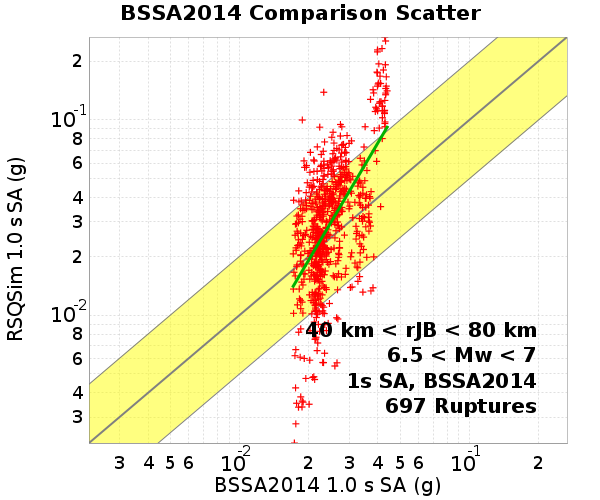 BSSA2014 Comparison Scatter
RSQSim 1.0 s SA (g)
2
10-1
8
6
4
3
2
10-2
8
6
4
3
40 km < rJB < 80 km
6.5 < Mw < 7
1s SA, BSSA2014
697 Ruptures
3 4 5 6 10-2 2 3 4 5 6 10-1 2
BSSA2014 1.0 s SA (g)